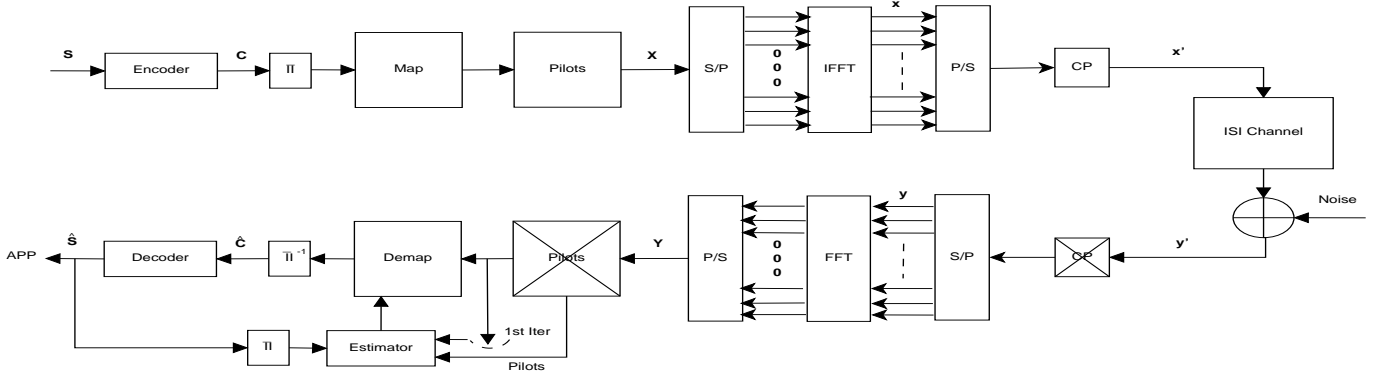 S
Encoder
C
Π
Map
Pilots
X
S/P
0
0
0
IFFT
x
P/S
CP
x'
ISI Channel
Noise
y'
CP
S/P
y
FFT
0
0
0
P/S
Y
Pilots
Demap
Π -1
Ĉ
Decoder
Ŝ
APP
Π
Estimator
1st Iter
Pilots